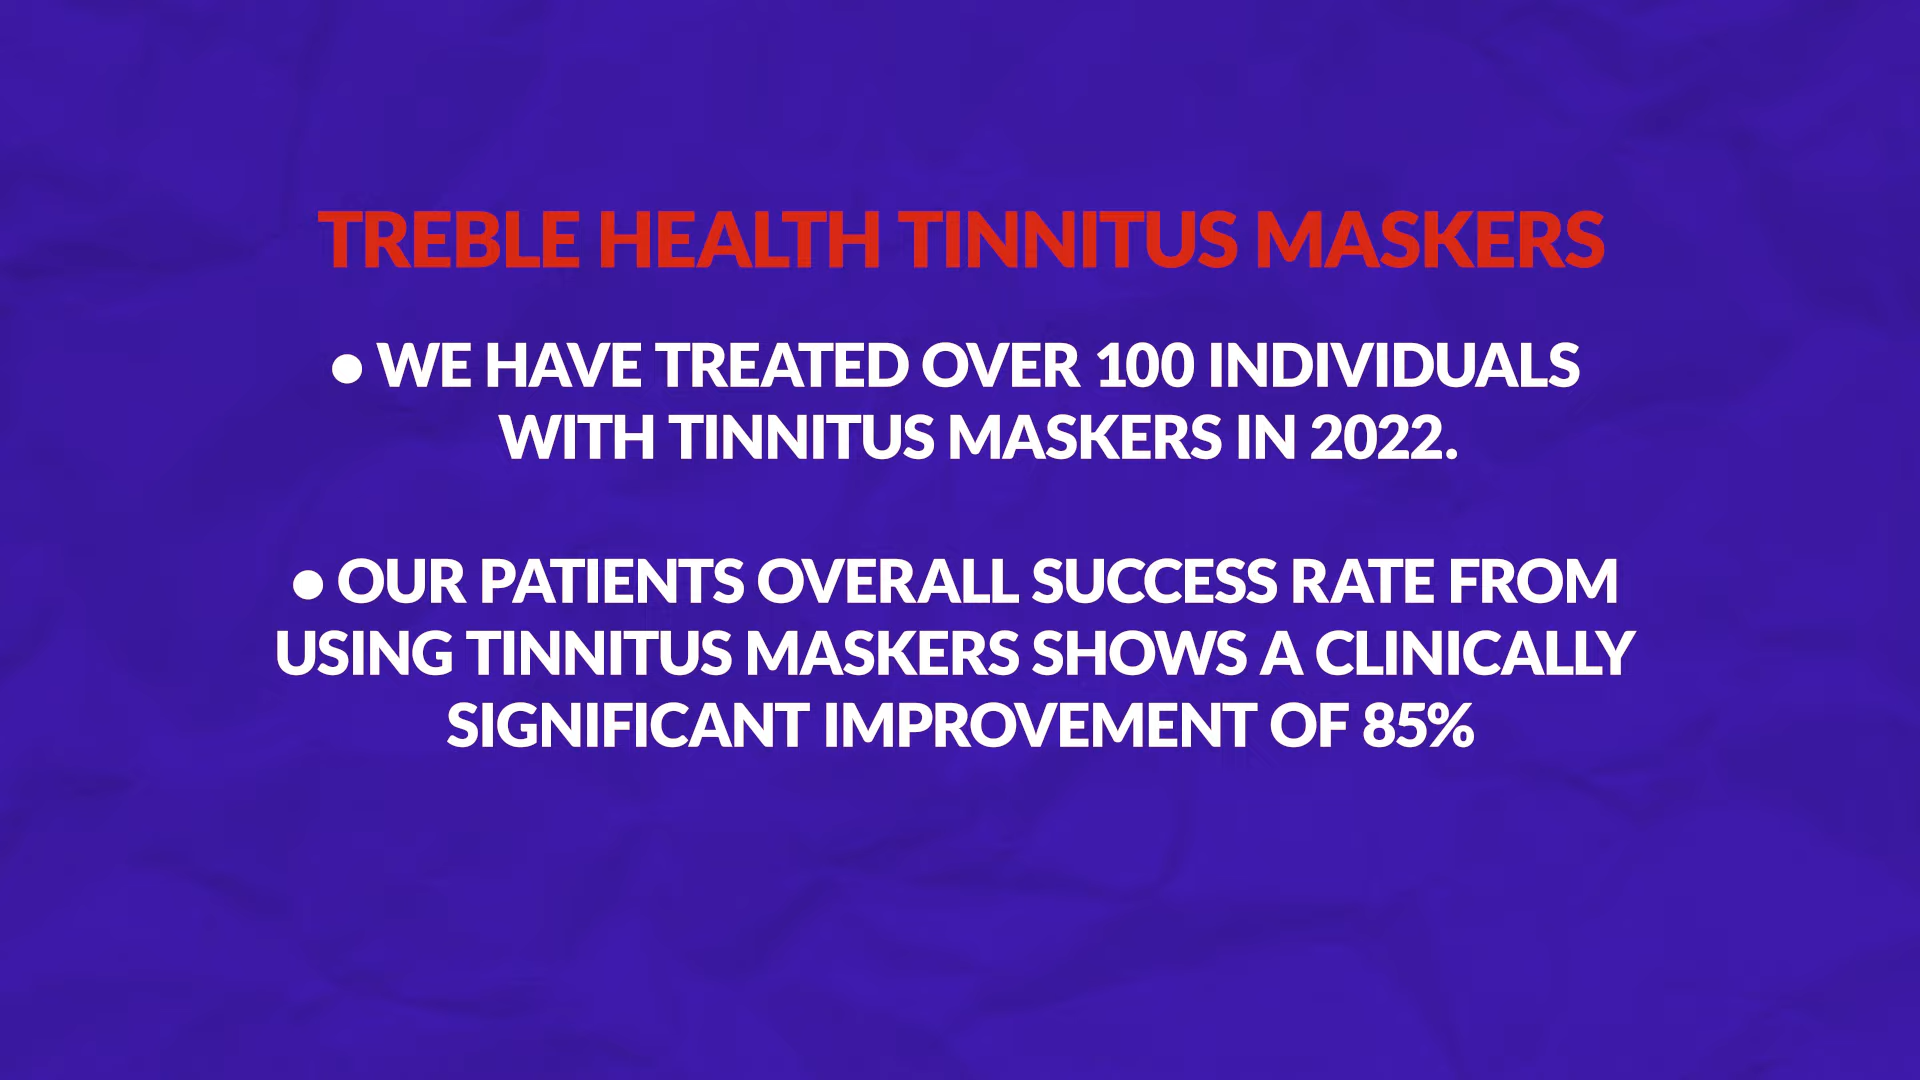 TREBLE HEALTH TINNITUS MASKERS
• WE HAVE TREATED OVER 100 INDIVIDUALS
WITH TINNITUS MASKERS IN 2022.
• OUR PATIENTS OVERALL SUCCESS RATE FROM
USING TINNITUS MASKERS SHOWS A CLINICALLY
SIGNIFICANT IMPROVEMENT OF 85%